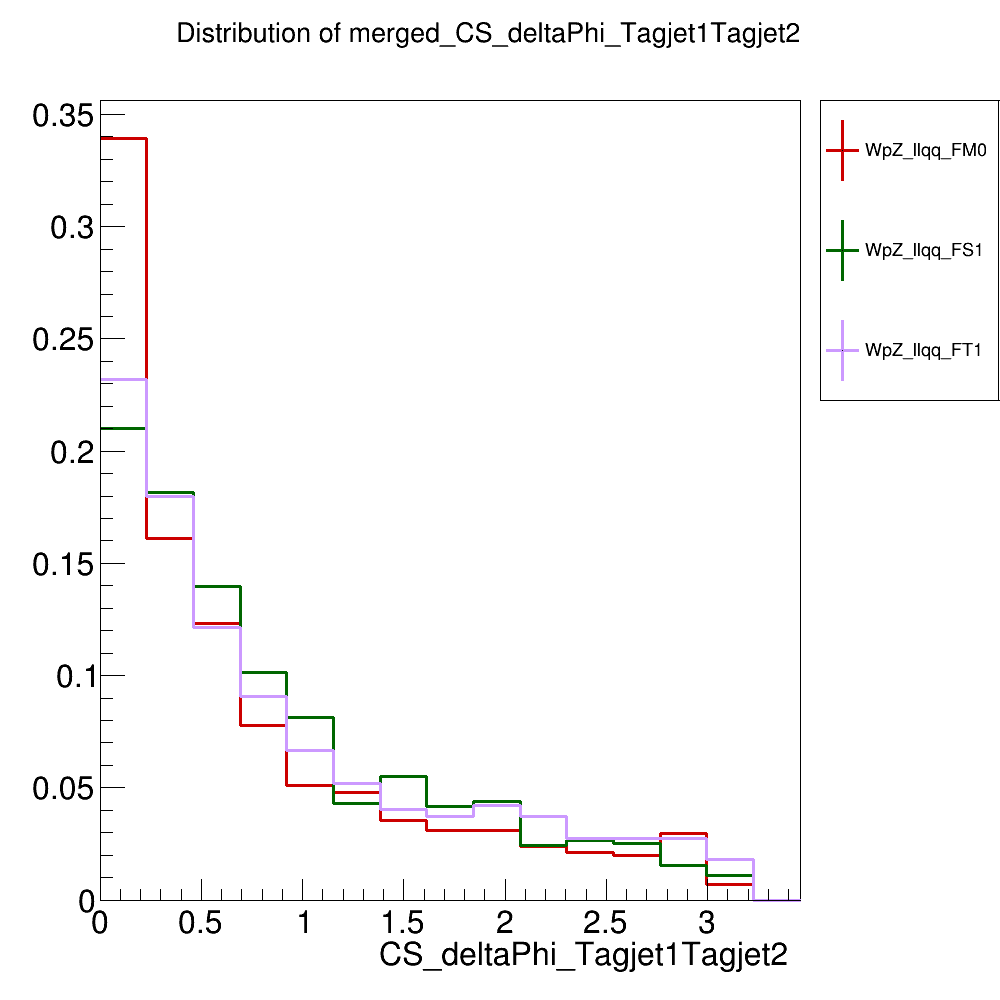 Distribution of merged_CS_deltaPhi_Tagjet1Tagjet2
0.35
0.3
0.25
0.2
0.15
0.1
0.05
0
0 0.5 1 1.5 2 2.5 3
CS_deltaPhi_Tagjet1Tagjet2
WpZ_llqq_FM0
WpZ_llqq_FS1
WpZ_llqq_FT1